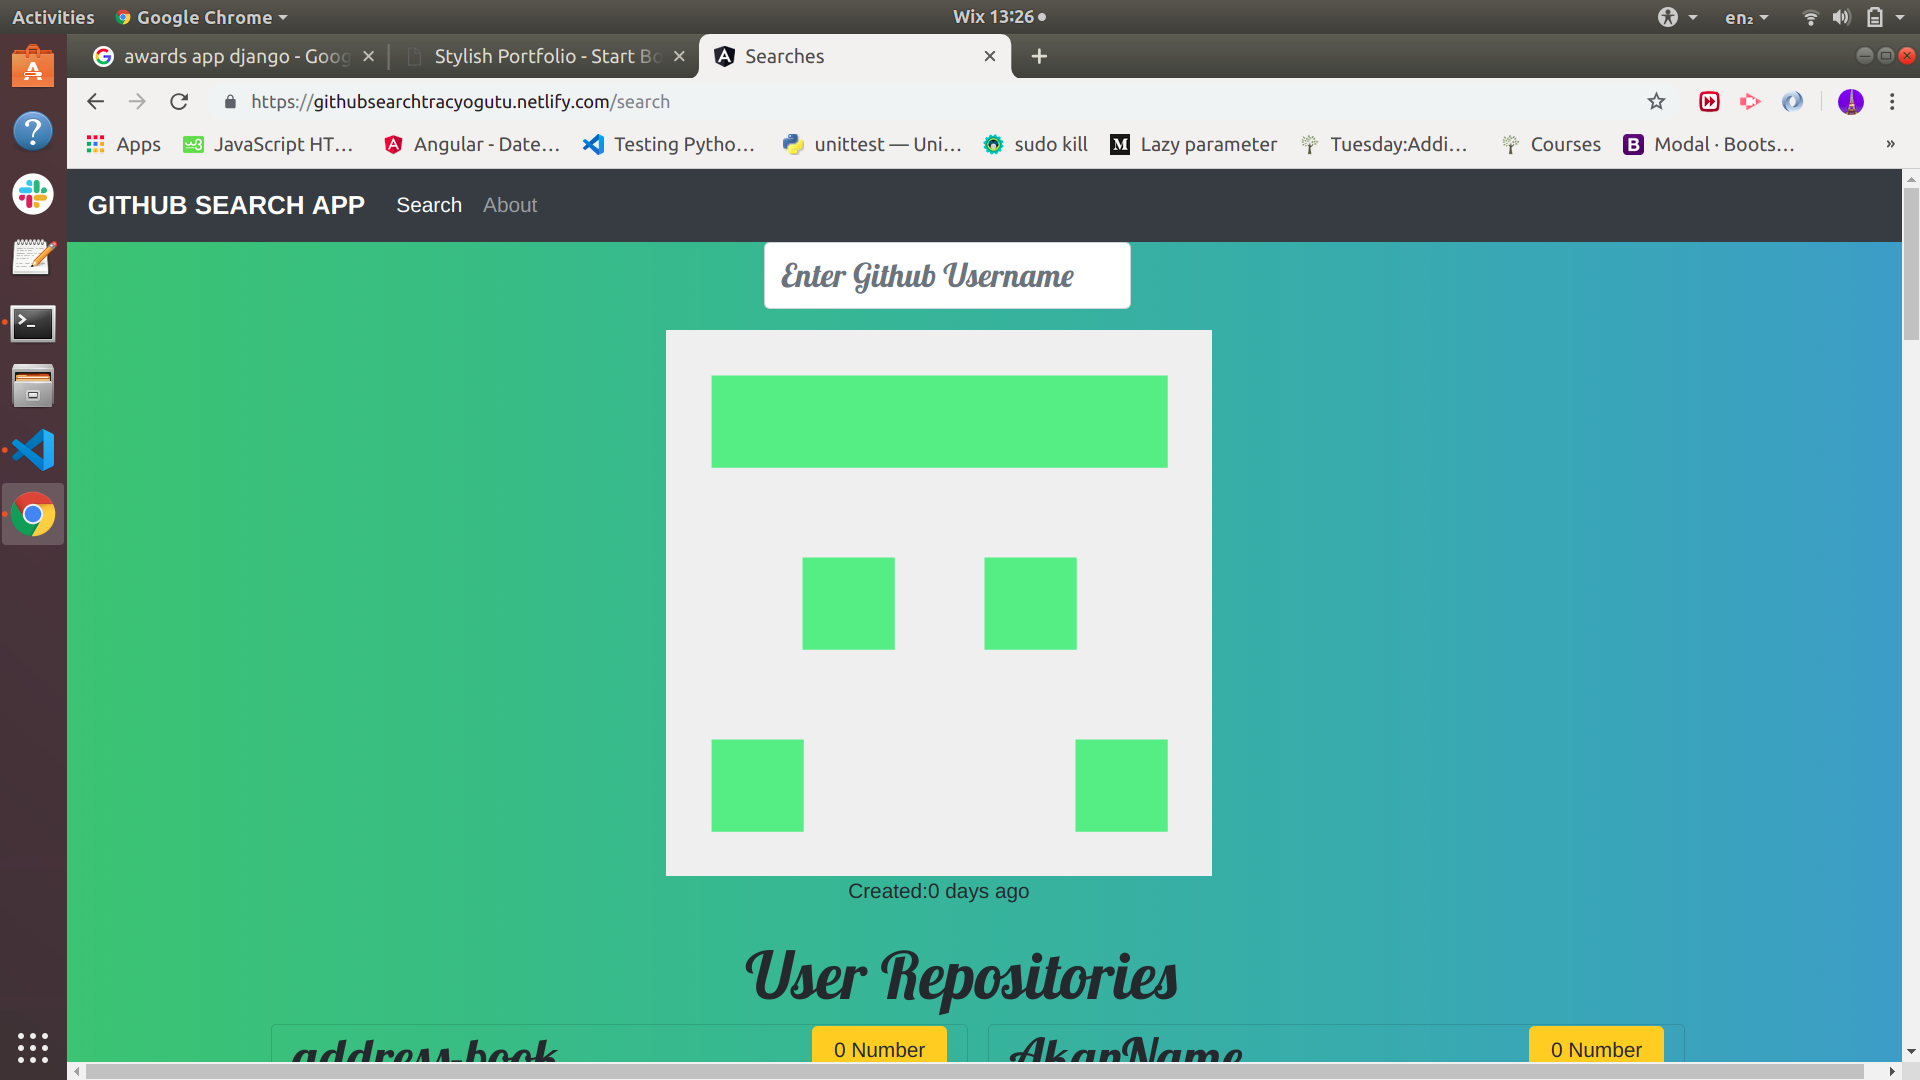 Activities Google Chrome Wix 13:26 en₂
awards app django - Goog Stylish Portfolio - Start Bo Searches
https://githubsearchtracyogutu.netlify.com/search
Apps JavaScript HT… Angular - Date… Testing Pytho… unittest — Uni… sudo kill Lazy parameter Tuesday:Addi… Courses Modal · Boots… »
GITHUB SEARCH APP Search About
Enter Github Username
Created:0 days ago
User Repositories
address-book 0 Number AkanName 0 Number